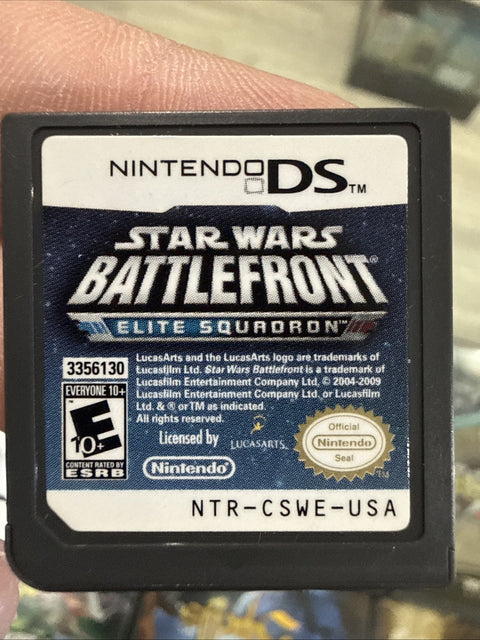 NINTENDO DS™
STAR WARS
BATTLEFRONT®
ELITE SQUADRON™
3356130
LucasArts and the LucasArts logo are trademarks of
Lucasfilm Ltd. Star Wars Battlefront is a trademark of
Lucasfilm Entertainment Company Ltd. © 2004-2009
Lucasfilm Entertainment Company Ltd. or Lucasfilm
Ltd. & ® or TM as indicated.
All rights reserved.
EVERYONE 10+
E
10+
CONTENT RATED BY
ESRB
Licensed by
Nintendo®
LUCASARTS
Official
Nintendo
Seal
TM
NTR-CSWE-USA